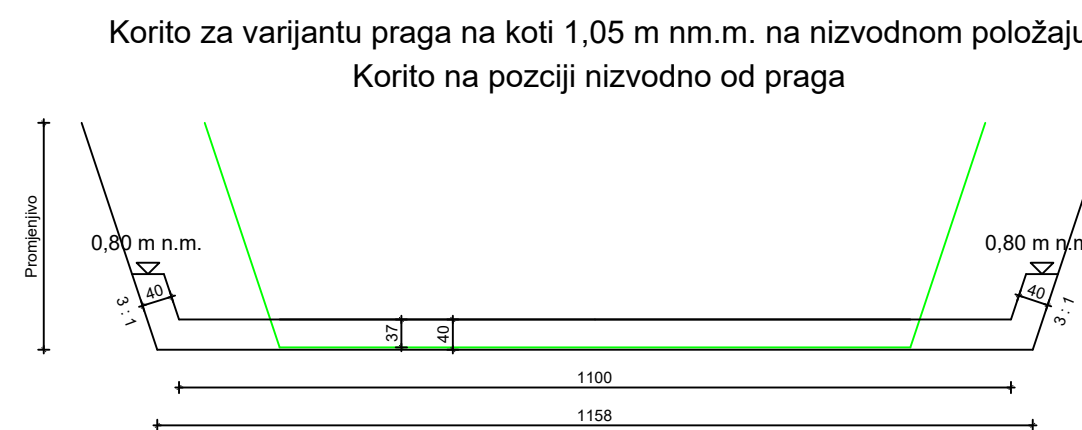 Korito za varijantu praga na koti 1,05 m nm.m. na nizvodnom položaju
Korito na pozciji nizvodno od praga
Promjenjivo
0,80 m n.m.
0,80 m n.m
40
3 : 1
37
40
40
3 : 1
1100
1158